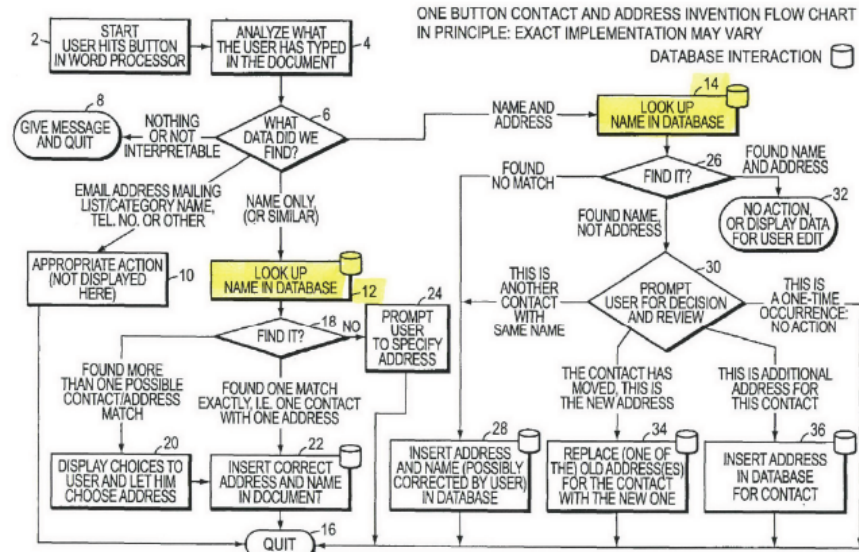 ONE BUTTON CONTACT AND ADDRESS INVENTION FLOW CHART
IN PRINCIPLE: EXACT IMPLEMENTATION MAY VARY
DATABASE INTERACTION
2
START
USER HITS BUTTON
IN WORD PROCESSOR
4
ANALYZE WHAT
THE USER HAS TYPED
IN THE DOCUMENT
6
WHAT
DATA DID WE
FIND?
NOTHING
OR NOT
INTERPRETABLE
8
GIVE MESSAGE
AND QUIT
EMAIL ADDRESS MAILING
LIST/CATEGORY NAME,
TEL. NO. OR OTHER
APPROPRIATE ACTION
(NOT DISPLAYED
HERE)
10
NAME ONLY,
(OR SIMILAR)
LOOK UP
NAME IN DATABASE
12
FIND IT?
18
NO
24
PROMPT
USER
TO SPECIFY
ADDRESS
FOUND MORE
THAN ONE POSSIBLE
CONTACT/ADDRESS
MATCH
20
DISPLAY CHOICES TO
USER AND LET HIM
CHOOSE ADDRESS
FOUND ONE MATCH
EXACTLY, I.E. ONE CONTACT
WITH ONE ADDRESS
22
INSERT CORRECT
ADDRESS AND NAME
IN DOCUMENT
16
QUIT
NAME AND
ADDRESS
14
LOOK UP
NAME IN DATABASE
26
FIND IT?
FOUND
NO MATCH
FOUND NAME
AND ADDRESS
32
NO ACTION,
OR DISPLAY DATA
FOR USER EDIT
FOUND NAME,
NOT ADDRESS
30
PROMPT
USER FOR DECISION
AND REVIEW
THIS IS
ANOTHER
CONTACT
WITH
SAME NAME
THIS IS
A ONE-TIME
OCCURRENCE:
NO ACTION
THE CONTACT HAS
MOVED, THIS IS
THE NEW ADDRESS
THIS IS ADDITIONAL
ADDRESS FOR
THIS CONTACT
28
INSERT ADDRESS
AND NAME (POSSIBLY
CORRECTED BY USER)
IN DATABASE
34
REPLACE (ONE OF
THE) OLD ADDRESS(ES)
FOR THE CONTACT
WITH THE NEW ONE
36
INSERT ADDRESS
IN DATABASE
FOR CONTACT